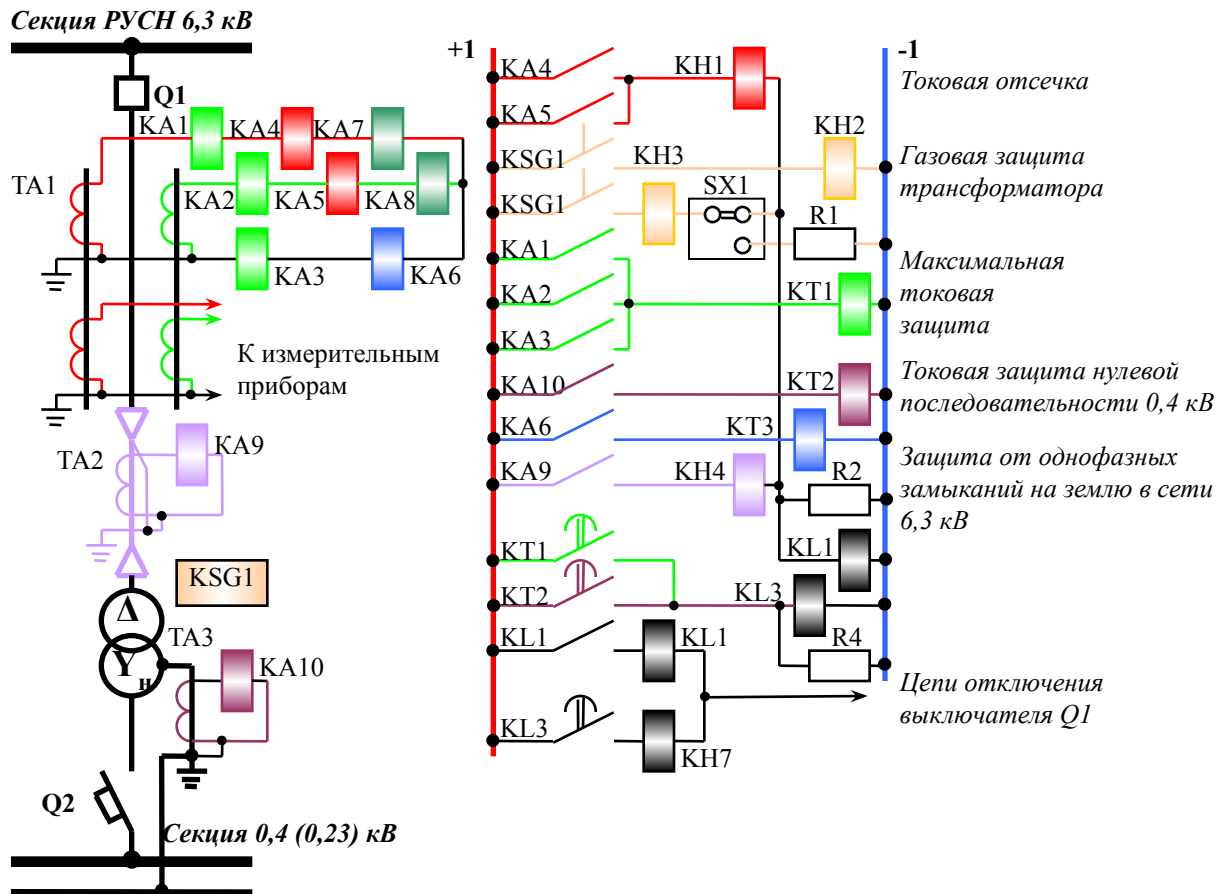 Секция РУСН 6,3 кВ
Q1
KA1
KA4
KA7
TA1
KA2
KA5
KA8
KA3
KA6
К измерительным
приборам
TA2
KA9
KSG1
Δ
TA3
Yн
KA10
Q2
Секция 0,4 (0,23) кВ
+1
-1
KA4
KH1
Токовая отсечка
KA5
KH2
KSG1
KH3
Газовая защита
трансформатора
SX1
KSG1
R1
KA1
Максимальная
токовая
защита
KA2
KT1
KA3
KA10
KT2
Токовая защита нулевой
последовательности 0,4 кВ
KA6
KT3
Защита от однофазных
замыканий на землю в сети
6,3 кВ
KA9
KH4
R2
KT1
KL1
KT2
KL3
R4
KL1
KL1
Цепи отключения
выключателя Q1
KL3
KH7